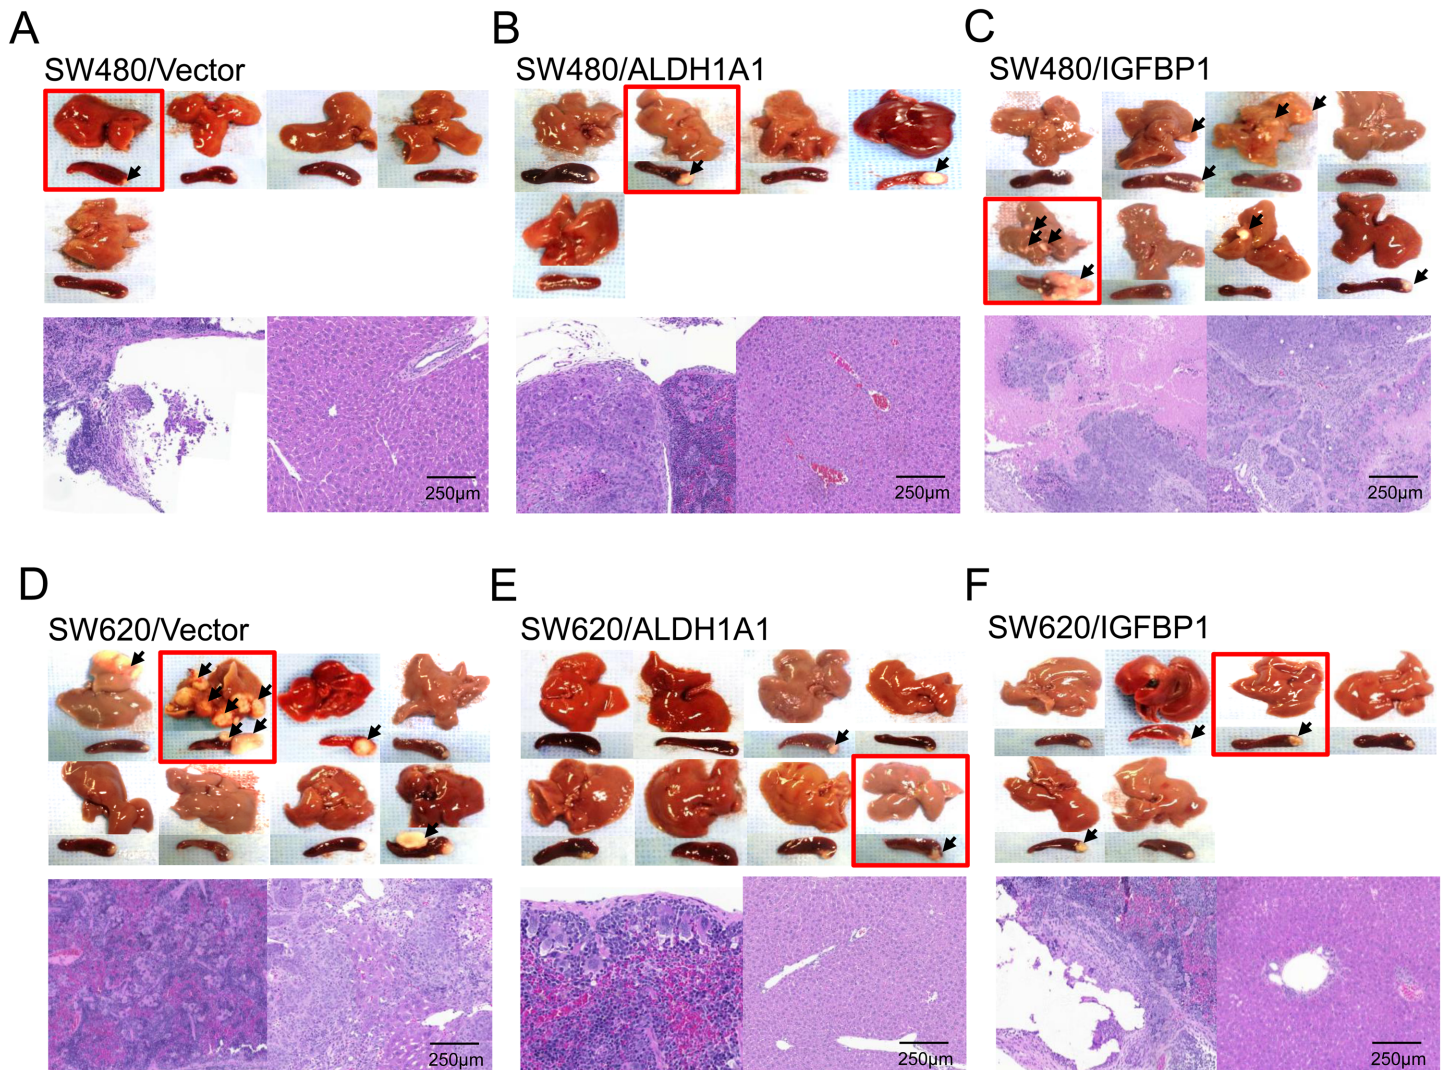 A
SW480/Vector
250µm
B
SW480/ALDH1A1
250µm
C
SW480/IGFBP1
250µm
D
SW620/Vector
250µm
E
SW620/ALDH1A1
250µm
F
SW620/IGFBP1
250µm